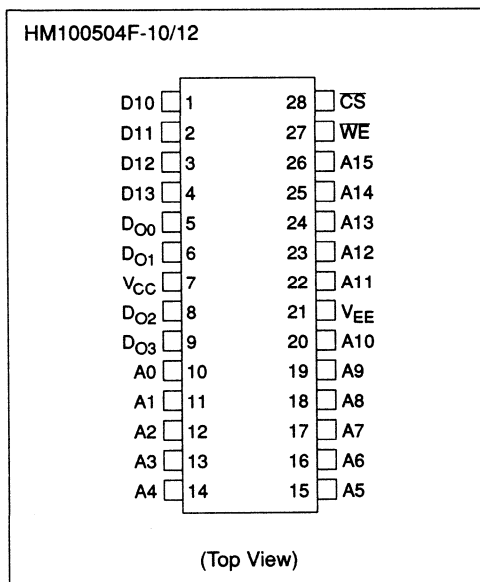 HM100504F-10/12
D10 1 28 CS
D11 2 27 WE
D12 3 26 A15
D13 4 25 A14
DO0 5 24 A13
DO1 6 23 A12
VCC 7 22 A11
DO2 8 21 VEE
DO3 9 20 A10
A0 10 19 A9
A1 11 18 A8
A2 12 17 A7
A3 13 16 A6
A4 14 15 A5
(Top View)